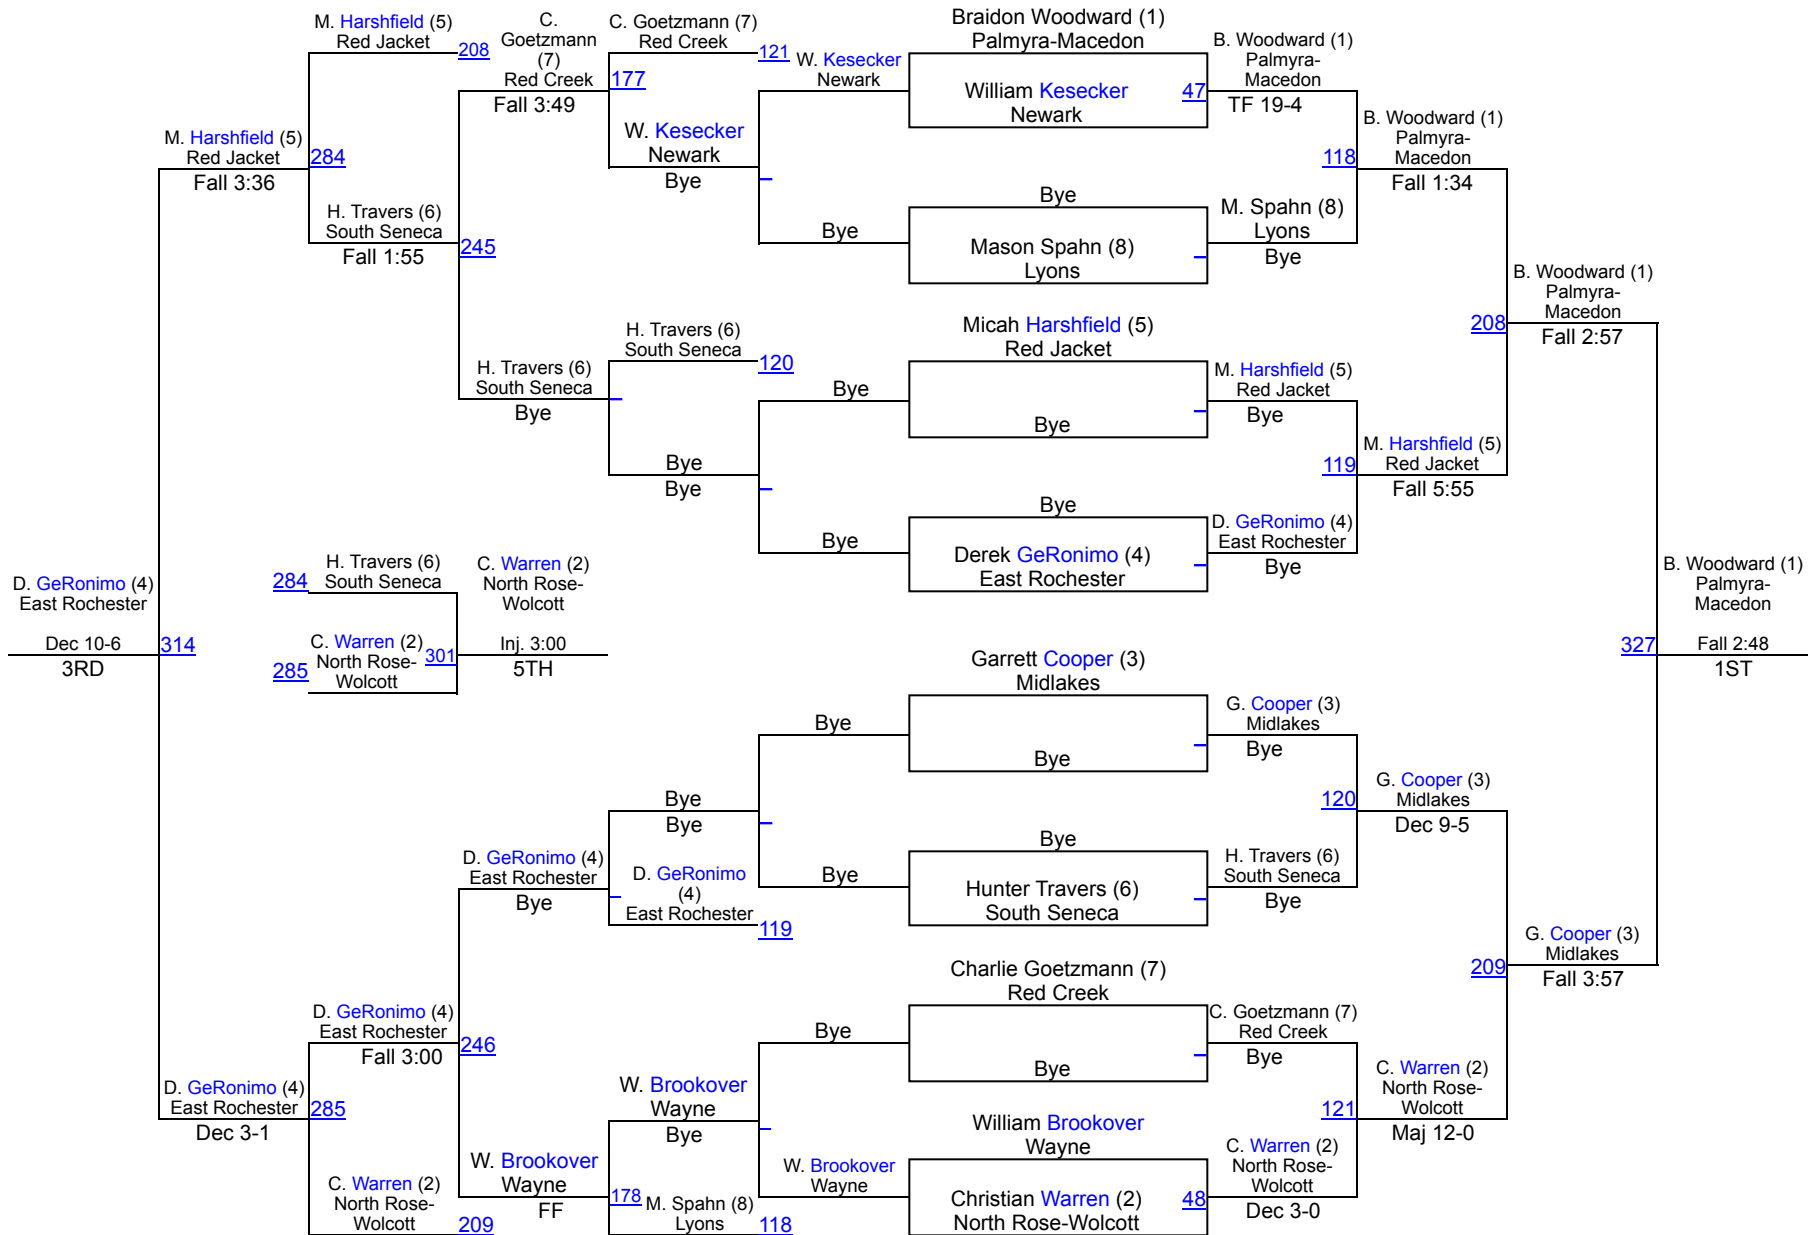 M. Harshfield (5)
Red Jacket
208
C.
Goetzmann
(7)
Red Creek
Fall 3:49
C. Goetzmann (7)
Red Creek
121
177
W. Kesecker
Newark
Bye
W. Kesecker
Newark
Braidon Woodward (1)
Palmyra-Macedon
William Kesecker
Newark
47
B. Woodward (1)
Palmyra-
Macedon
TF 19-4
B. Woodward (1)
Palmyra-
Macedon
118
Fall 1:34
M. Harshfield (5)
Red Jacket
284
Fall 3:36
H. Travers (6)
South Seneca
245
Fall 1:55
Bye
Bye
Mason Spahn (8)
Lyons
M. Spahn (8)
Lyons
Bye
B. Woodward (1)
Palmyra-
Macedon
208
Fall 2:57
H. Travers (6)
South Seneca
Bye
H. Travers (6)
South Seneca
120
Bye
Micah Harshfield (5)
Red Jacket
Bye
M. Harshfield (5)
Red Jacket
Bye
Bye
Bye
119
M. Harshfield (5)
Red Jacket
Fall 5:55
Bye
Bye
Derek GeRonimo (4)
East Rochester
D. GeRonimo (4)
East Rochester
Bye
D. GeRonimo (4)
East Rochester
Dec 10-6
314
3RD
284
H. Travers (6)
South Seneca
C. Warren (2)
North Rose-
Wolcott
285
301
C. Warren (2)
North Rose-
Wolcott
Inj. 3:00
5TH
B. Woodward (1)
Palmyra-
Macedon
327
Fall 2:48
1ST
Garrett Cooper (3)
Midlakes
Bye
Bye
G. Cooper (3)
Midlakes
Bye
Bye
Bye
120
G. Cooper (3)
Midlakes
Dec 9-5
D. GeRonimo (4)
East Rochester
Bye
D. GeRonimo
(4)
East Rochester
119
Bye
Bye
Hunter Travers (6)
South Seneca
H. Travers (6)
South Seneca
Bye
209
G. Cooper (3)
Midlakes
Fall 3:57
D. GeRonimo (4)
East Rochester
Fall 3:00
246
Bye
Charlie Goetzmann (7)
Red Creek
Bye
C. Goetzmann (7)
Red Creek
Bye
D. GeRonimo (4)
East Rochester
285
Dec 3-1
W. Brookover
Wayne
Bye
121
C. Warren (2)
North Rose-
Wolcott
Maj 12-0
C. Warren (2)
North Rose-
Wolcott
209
W. Brookover
Wayne
FF
178
M. Spahn (8)
Lyons
118
W. Brookover
Wayne
William Brookover
Wayne
Christian Warren (2)
North Rose-Wolcott
48
C. Warren (2)
North Rose-
Wolcott
Dec 3-0